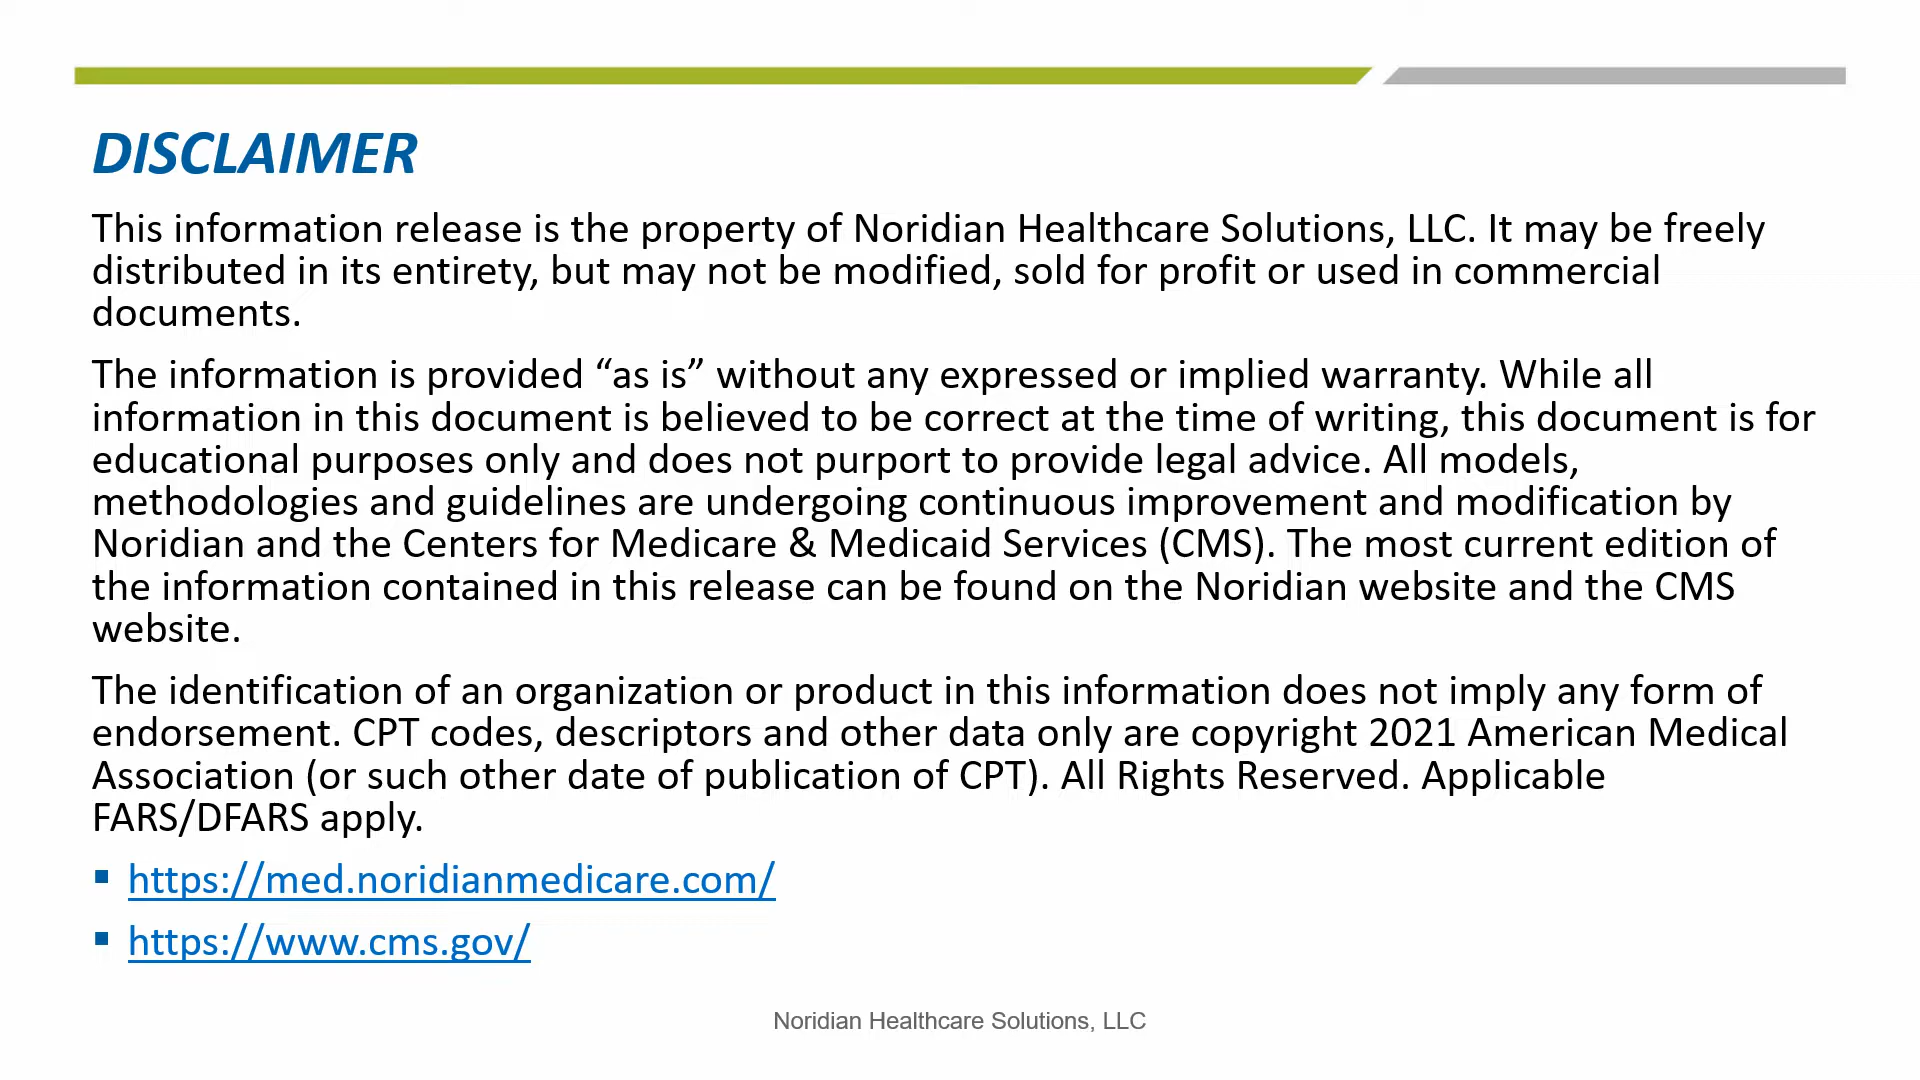 DISCLAIMER
This information release is the property of Noridian Healthcare Solutions, LLC. It may be freely
distributed in its entirety, but may not be modified, sold for profit or used in commercial
documents.
The information is provided “as is” without any expressed or implied warranty. While all
information in this document is believed to be correct at the time of writing, this document is for
educational purposes only and does not purport to provide legal advice. All models,
methodologies and guidelines are undergoing continuous improvement and modification by
Noridian and the Centers for Medicare & Medicaid Services (CMS). The most current edition of
the information contained in this release can be found on the Noridian website and the CMS
website.
The identification of an organization or product in this information does not imply any form of
endorsement. CPT codes, descriptors and other data only are copyright 2021 American Medical
Association (or such other date of publication of CPT). All Rights Reserved. Applicable
FARS/DFARS apply.
▪ https://med.noridianmedicare.com/
▪ https://www.cms.gov/
Noridian Healthcare Solutions, LLC